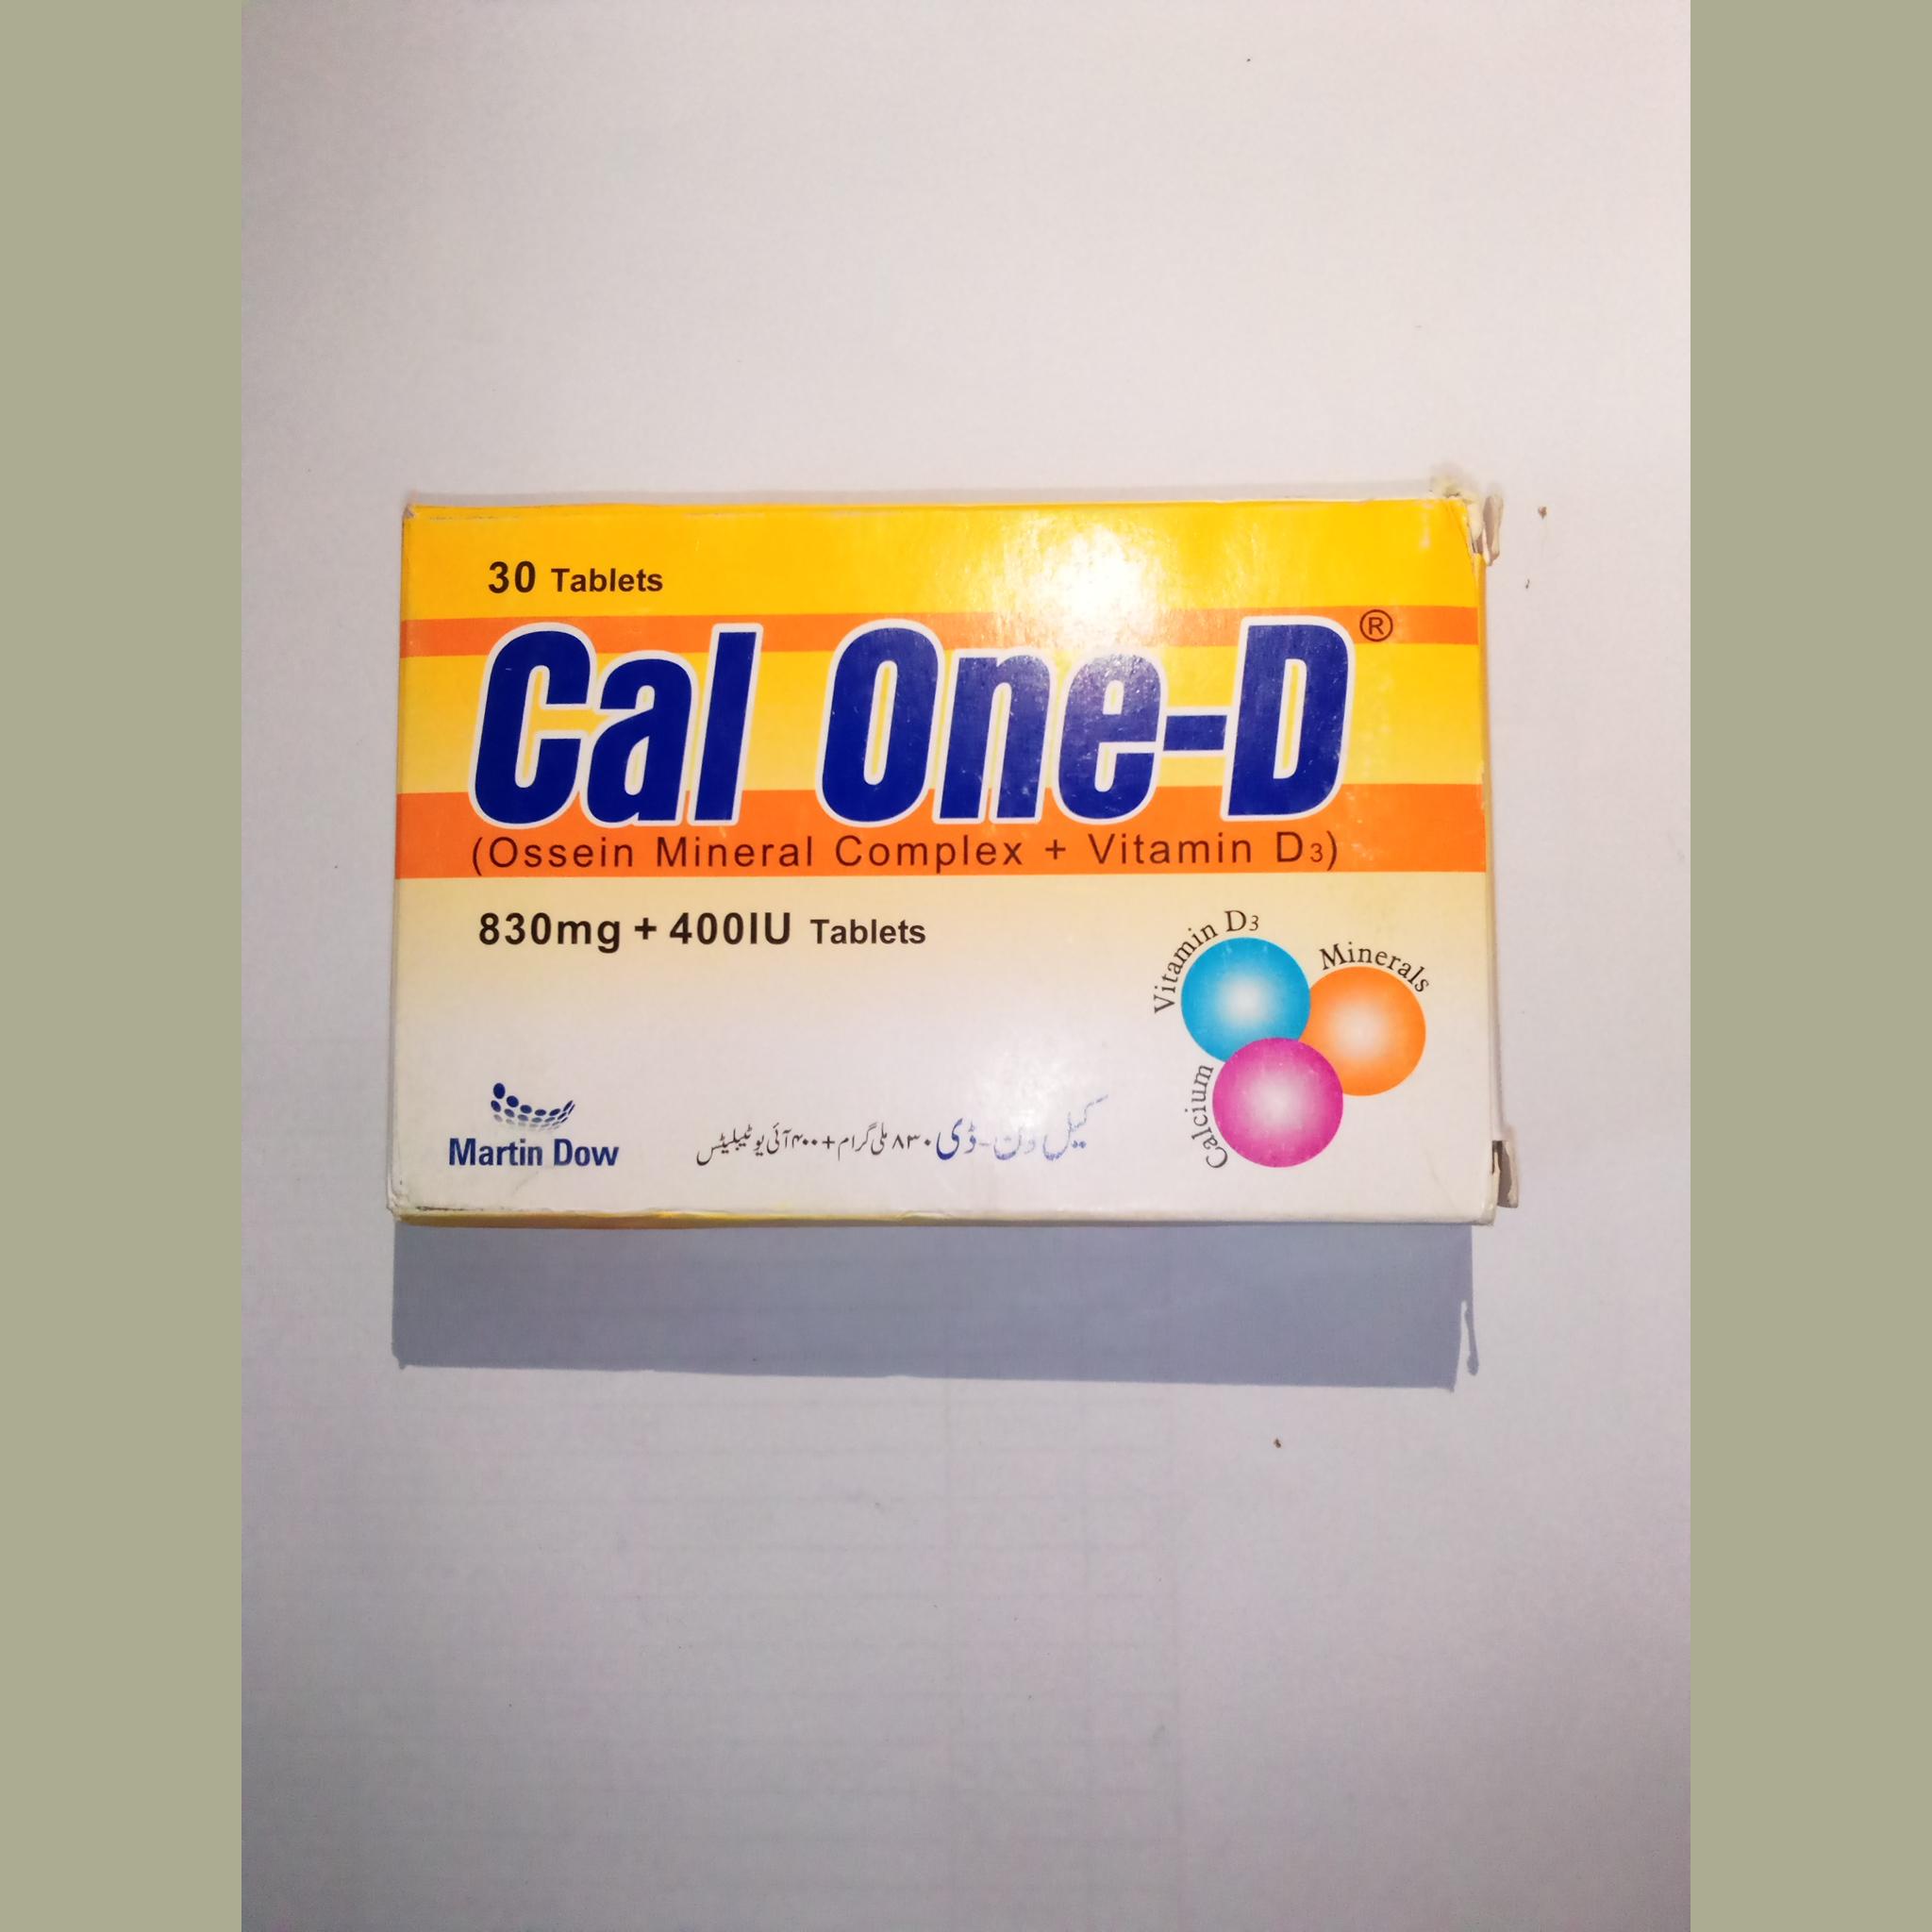 30 Tablets
Cal One-D®
(Ossein Mineral Complex + Vitamin D3)
830mg + 400IU Tablets
Vitamin D3
Minerals
Calcium
Martin Dow
کیل ون-ڈی ۸۳۰ ملی گرام + ۴۰۰ آئی یو ٹیبلیٹس